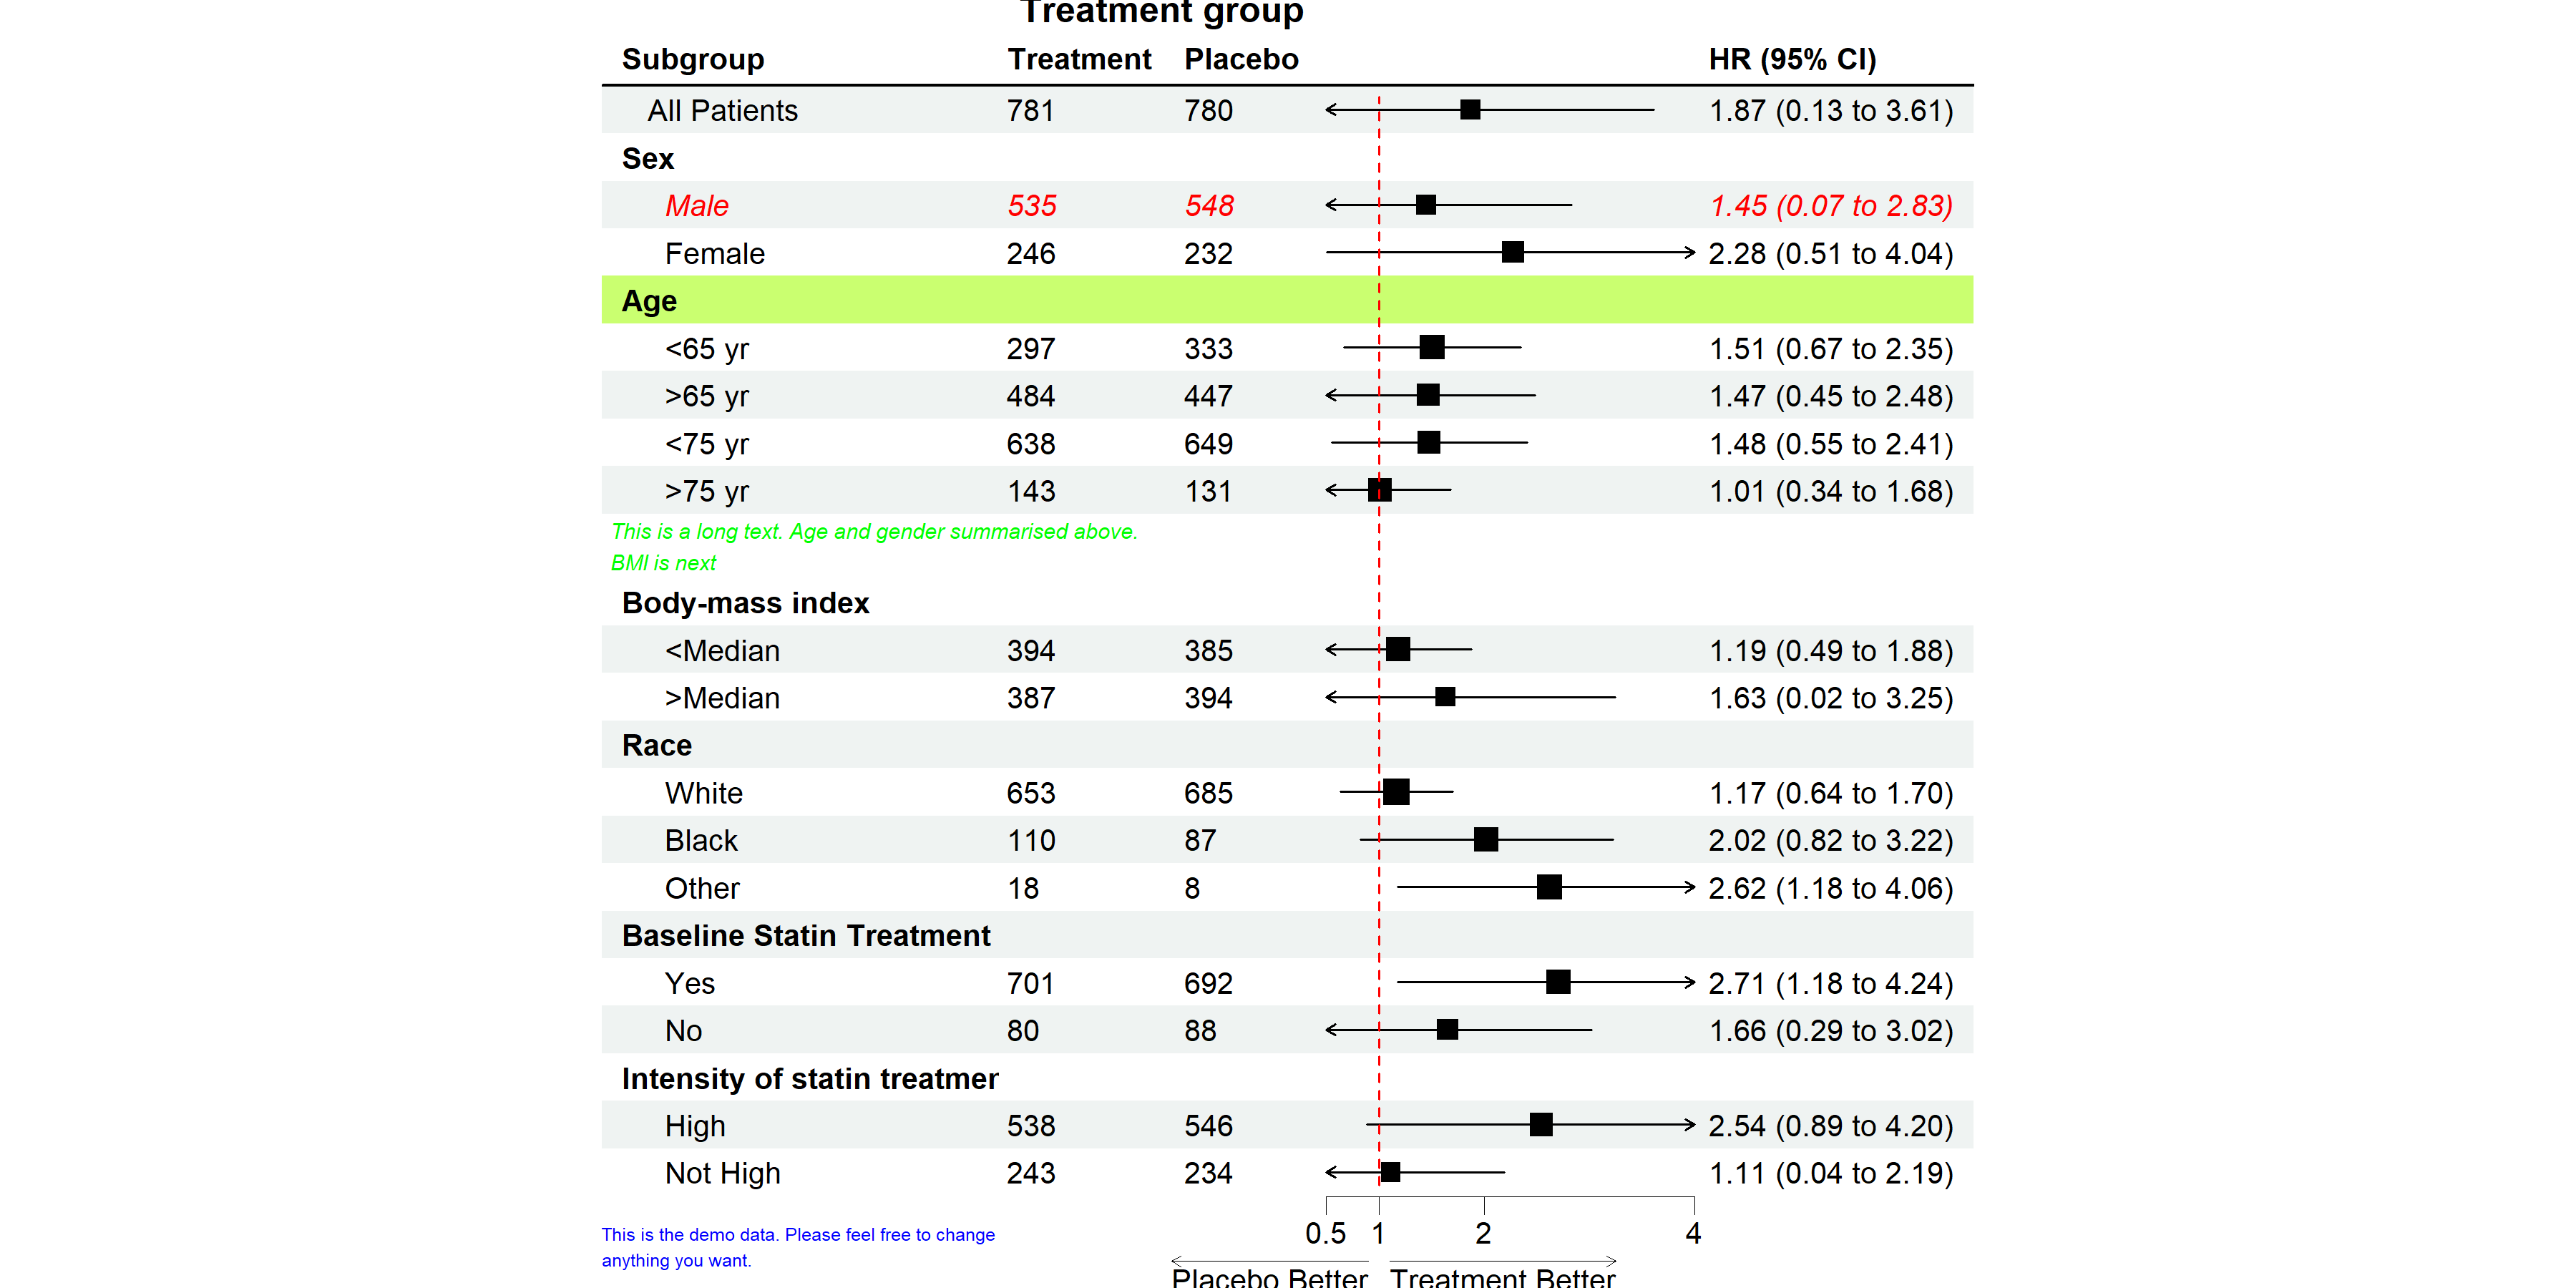 Treatment group
Subgroup Treatment Placebo HR (95% CI)
All Patients 781 780 1.87 (0.13 to 3.61)
Sex
Male 535 548 1.45 (0.07 to 2.83)
Female 246 232 2.28 (0.51 to 4.04)
Age
<65 yr 297 333 1.51 (0.67 to 2.35)
>65 yr 484 447 1.47 (0.45 to 2.48)
<75 yr 638 649 1.48 (0.55 to 2.41)
>75 yr 143 131 1.01 (0.34 to 1.68)
This is a long text. Age and gender summarised above.
BMI is next
Body-mass index
<Median 394 385 1.19 (0.49 to 1.88)
>Median 387 394 1.63 (0.02 to 3.25)
Race
White 653 685 1.17 (0.64 to 1.70)
Black 110 87 2.02 (0.82 to 3.22)
Other 18 8 2.62 (1.18 to 4.06)
Baseline Statin Treatment
Yes 701 692 2.71 (1.18 to 4.24)
No 80 88 1.66 (0.29 to 3.02)
Intensity of statin treatmer
High 538 546 2.54 (0.89 to 4.20)
Not High 243 234 1.11 (0.04 to 2.19)
0.5 1 2 4
This is the demo data. Please feel free to change
anything you want.
Placebo Better Treatment Better